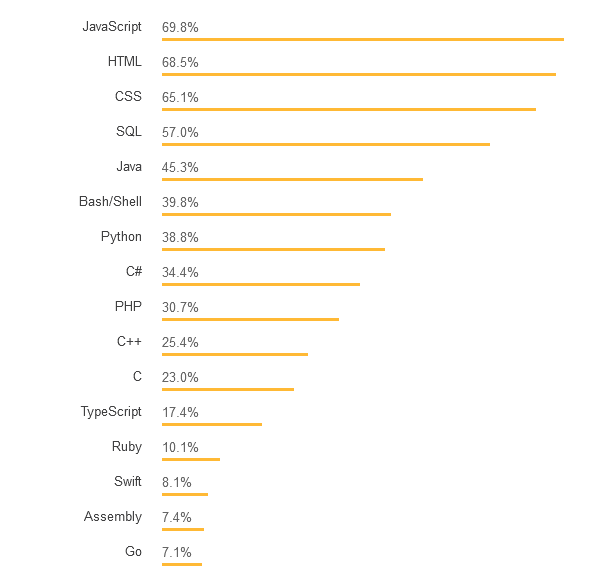 JavaScript 69.8%
HTML 68.5%
CSS 65.1%
SQL 57.0%
Java 45.3%
Bash/Shell 39.8%
Python 38.8%
C# 34.4%
PHP 30.7%
C++ 25.4%
C 23.0%
TypeScript 17.4%
Ruby 10.1%
Swift 8.1%
Assembly 7.4%
Go 7.1%